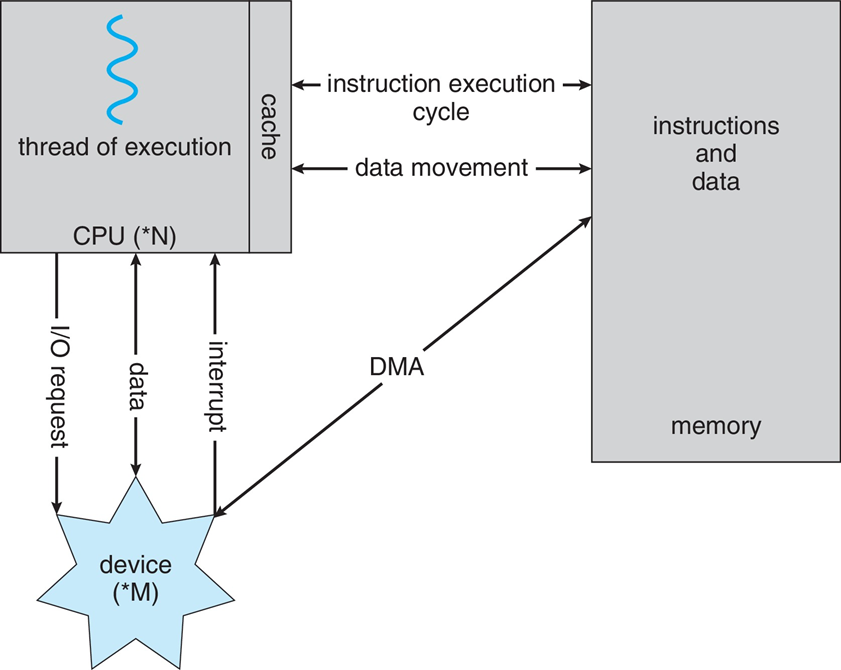 thread of execution
cache
CPU (*N)
instruction execution
cycle
data movement
instructions
and
data
I/O request
data
interrupt
DMA
memory
device
(*M)